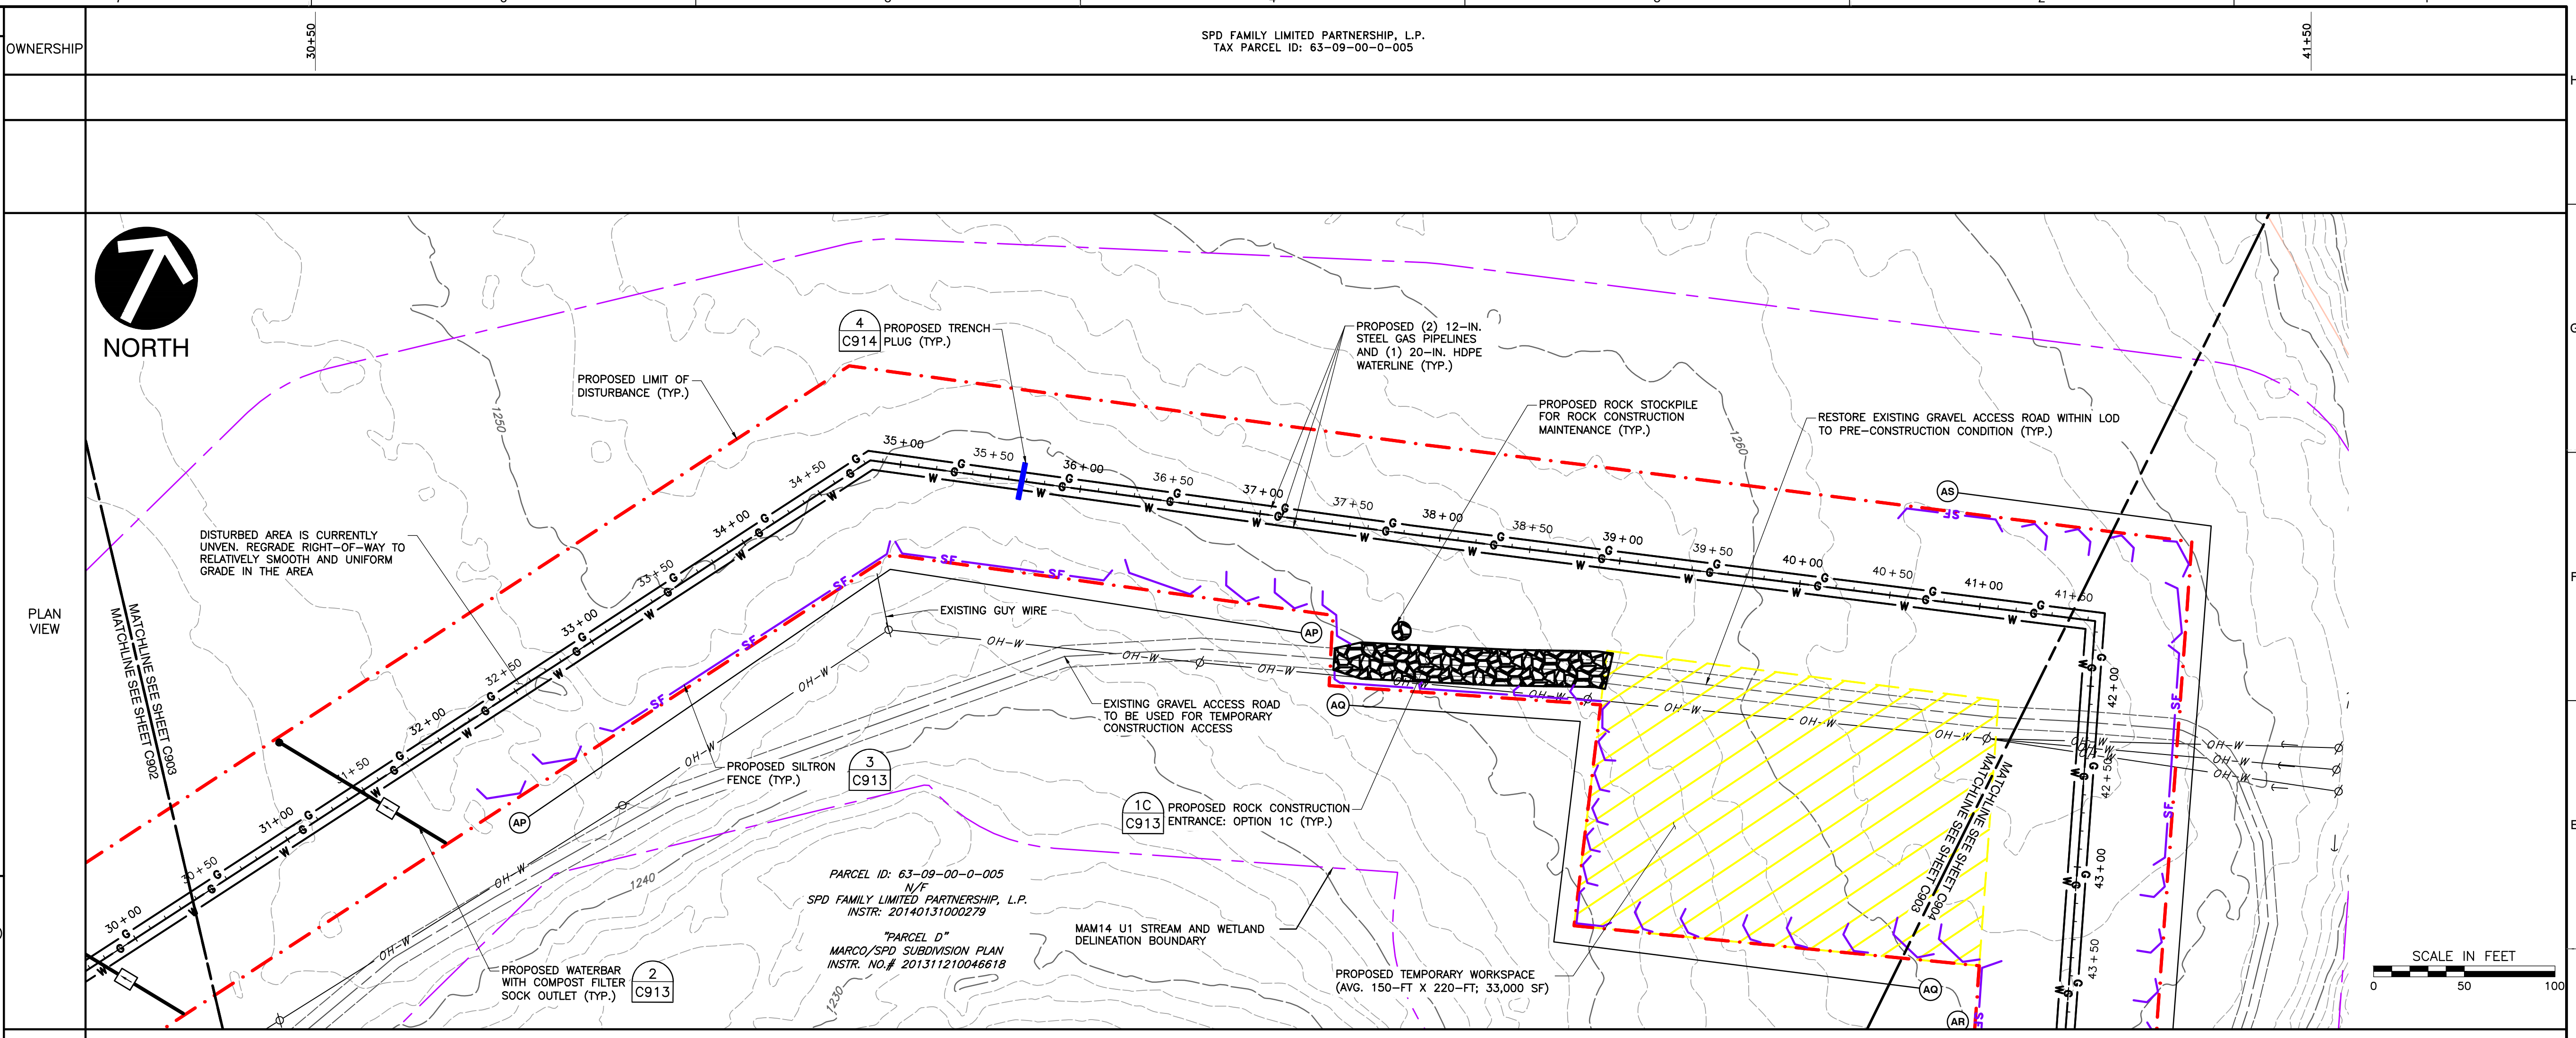 OWNERSHIP
30+50
SPD FAMILY LIMITED PARTNERSHIP, L.P.
TAX PARCEL ID: 63-09-00-0-005
41+50
H
NORTH
4
C914
PROPOSED TRENCH
PLUG (TYP.)
PROPOSED (2) 12-IN.
STEEL GAS PIPELINES
AND (1) 20-IN. HDPE
WATERLINE (TYP.)
G
PROPOSED LIMIT OF
DISTURBANCE (TYP.)
1250
PROPOSED ROCK STOCKPILE
FOR ROCK CONSTRUCTION
MAINTENANCE (TYP.)
RESTORE EXISTING GRAVEL ACCESS ROAD WITHIN LOD
TO PRE-CONSTRUCTION CONDITION (TYP.)
1260
AS
DISTURBED AREA IS CURRENTLY
UNVEN. REGRADE RIGHT-OF-WAY TO
RELATIVELY SMOOTH AND UNIFORM
GRADE IN THE AREA
30+00
30+50
31+00
31+50
32+00
32+50
33+00
33+50
34+00
34+50
35+00
35+50
36+00
36+50
37+00
37+50
38+00
38+50
39+00
39+50
40+00
40+50
41+00
41+50
42+00
42+50
43+00
43+50
G
W
SF
OH-W
F
PLAN
VIEW
MATCHLINE SEE SHEET C903
MATCHLINE SEE SHEET C902
EXISTING GUY WIRE
AP
AQ
EXISTING GRAVEL ACCESS ROAD
TO BE USED FOR TEMPORARY
CONSTRUCTION ACCESS
PROPOSED SILTRON
FENCE (TYP.)
3
C913
1C
C913
PROPOSED ROCK CONSTRUCTION
ENTRANCE: OPTION 1C (TYP.)
AP
E
MATCHLINE SEE SHEET C904
MATCHLINE SEE SHEET C903
1240
PARCEL ID: 63-09-00-0-005
N/F
SPD FAMILY LIMITED PARTNERSHIP, L.P.
INSTR: 20140131000279
"PARCEL D"
MARCO/SPD SUBDIVISION PLAN
INSTR. NO.# 201311210046618
MAM14 U1 STREAM AND WETLAND
DELINEATION BOUNDARY
PROPOSED WATERBAR
WITH COMPOST FILTER
SOCK OUTLET (TYP.)
2
C913
1230
PROPOSED TEMPORARY WORKSPACE
(AVG. 150-FT X 220-FT; 33,000 SF)
AQ
AR
SCALE IN FEET
0 50 100